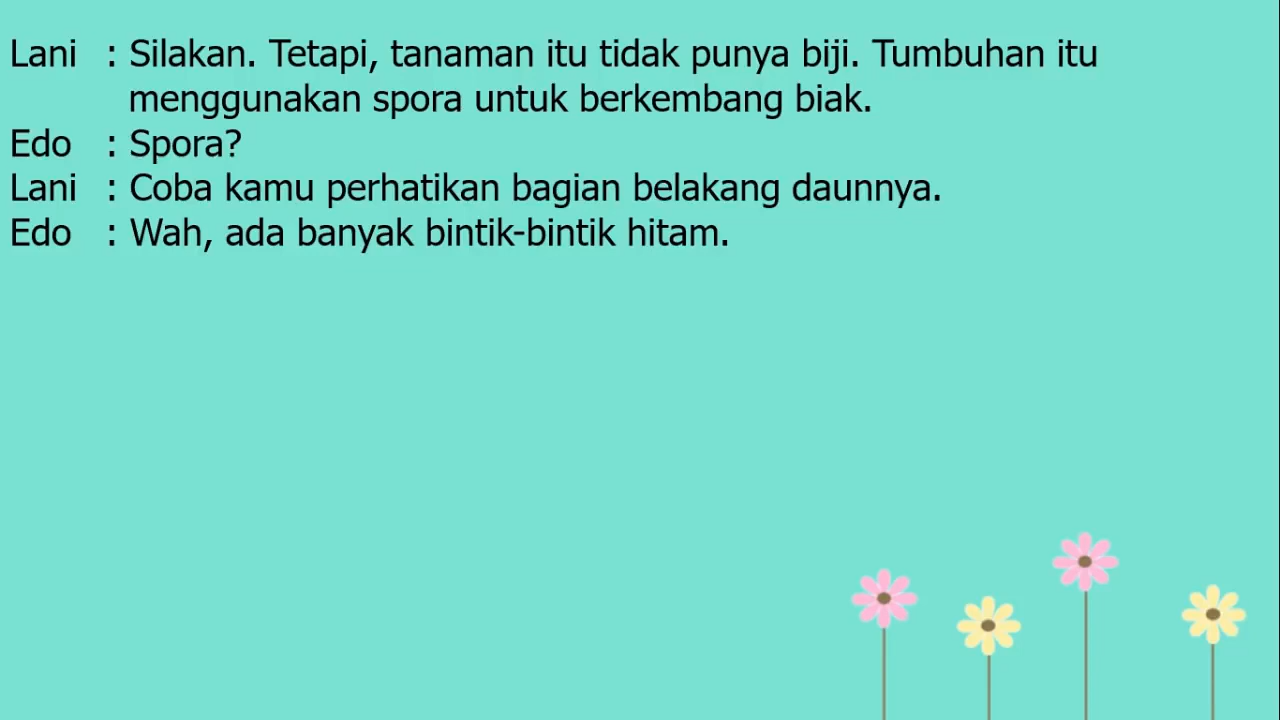 Lani : Silakan. Tetapi, tanaman itu tidak punya biji. Tumbuhan itu
menggunakan spora untuk berkembang biak.
Edo : Spora?
Lani : Coba kamu perhatikan bagian belakang daunnya.
Edo : Wah, ada banyak bintik-bintik hitam.